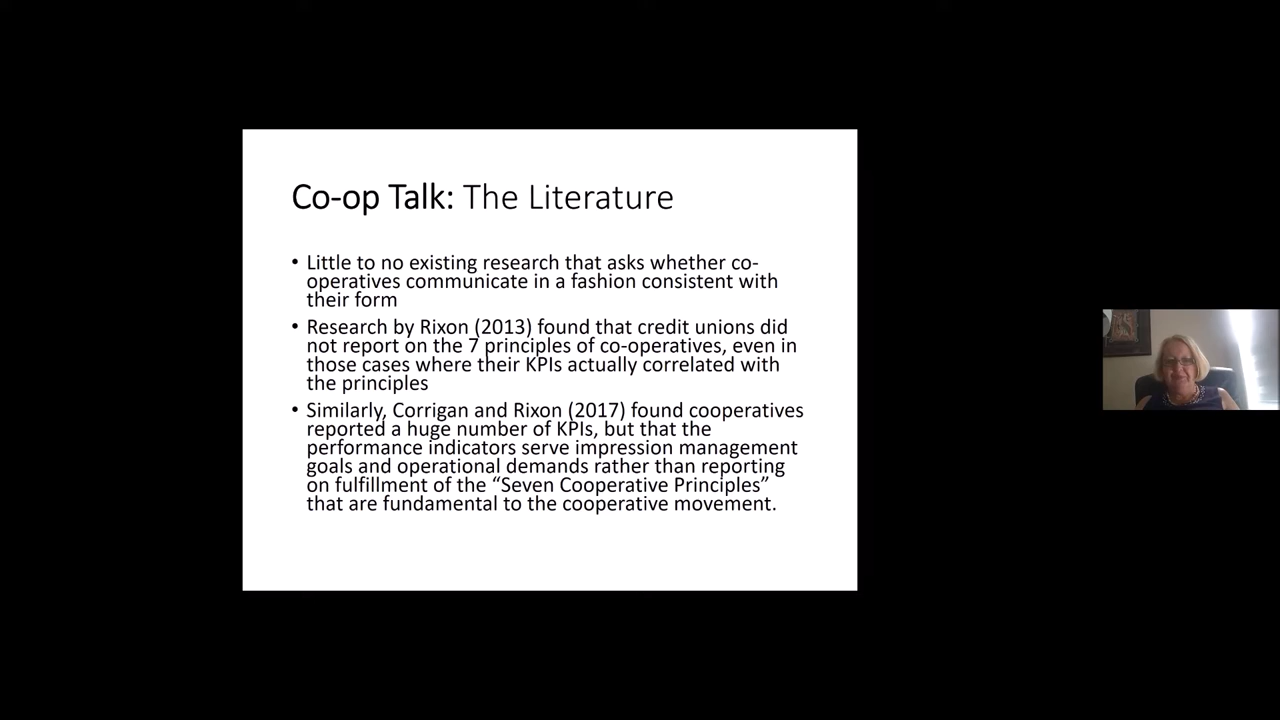 Co-op Talk: The Literature
• Little to no existing research that asks whether co-
operatives communicate in a fashion consistent with
their form
• Research by Rixon (2013) found that credit unions did
not report on the 7 principles of co-operatives, even in
those cases where their KPIs actually correlated with
the principles
• Similarly, Corrigan and Rixon (2017) found cooperatives
reported a huge number of KPIs, but that the
performance indicators serve impression management
goals and operational demands rather than reporting
on fulfillment of the “Seven Cooperative Principles”
that are fundamental to the cooperative movement.